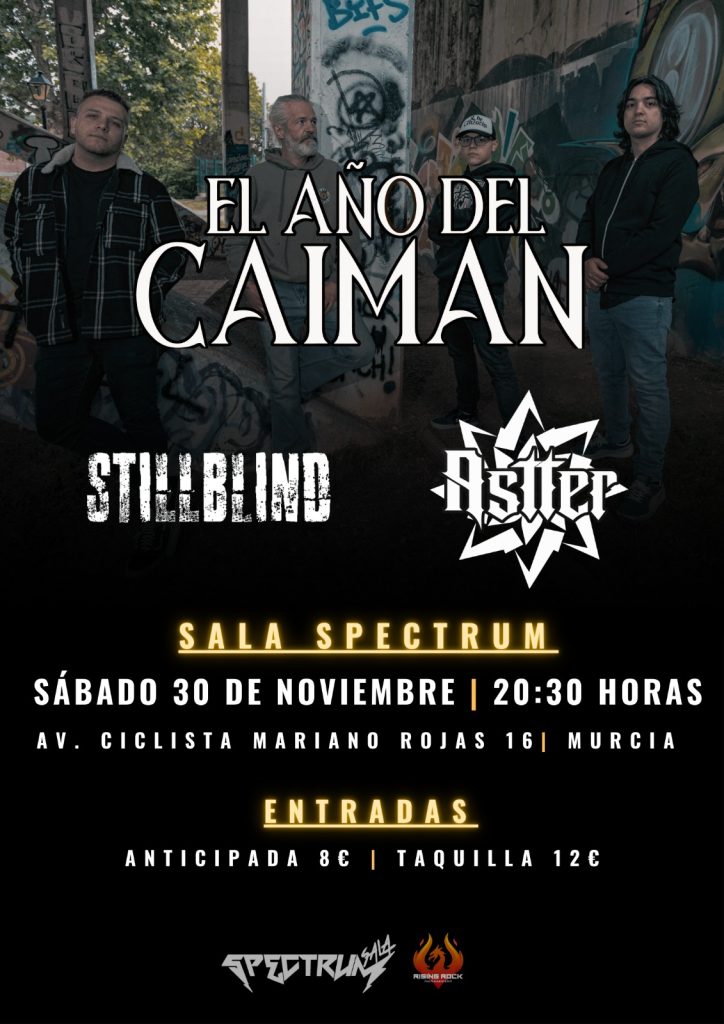 EL AÑO DEL
CAIMAN
STILLBLIND
Astter
SALA SPECTRUM
SÁBADO 30 DE NOVIEMBRE | 20:30 HORAS
AV. CICLISTA MARIANO ROJAS 16| MURCIA
ENTRADAS
ANTICIPADA 8€ | TAQUILLA 12€
SPECTRUM SALA
RISING ROCK